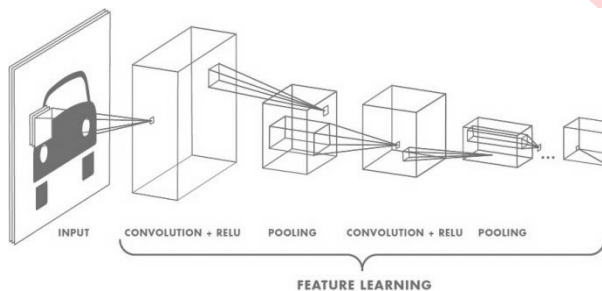 INPUT CONVOLUTION + RELU POOLING CONVOLUTION + RELU POOLING ...
FEATURE LEARNING